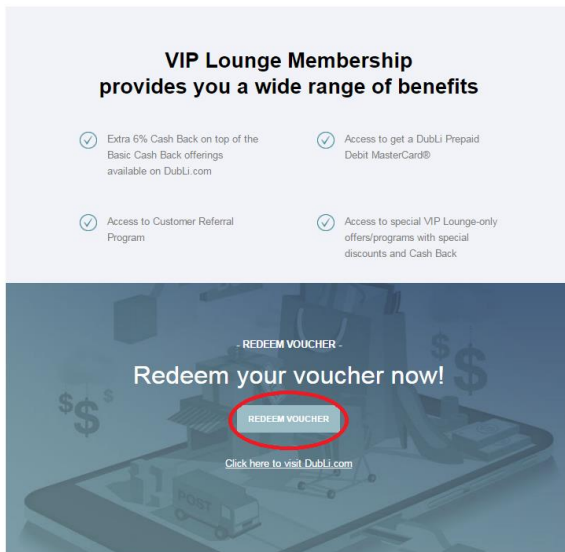 VIP Lounge Membership
provides you a wide range of benefits
Extra 6% Cash Back on top of the
Basic Cash Back offerings
available on DubLi.com
Access to get a DubLi Prepaid
Debit MasterCard®
Access to Customer Referral
Program
Access to special VIP Lounge-only
offers/programs with special
discounts and Cash Back
- REDEEM VOUCHER -
Redeem your voucher now!
$
$
$
$
REDEEM VOUCHER
Click here to visit DubLi.com
POST